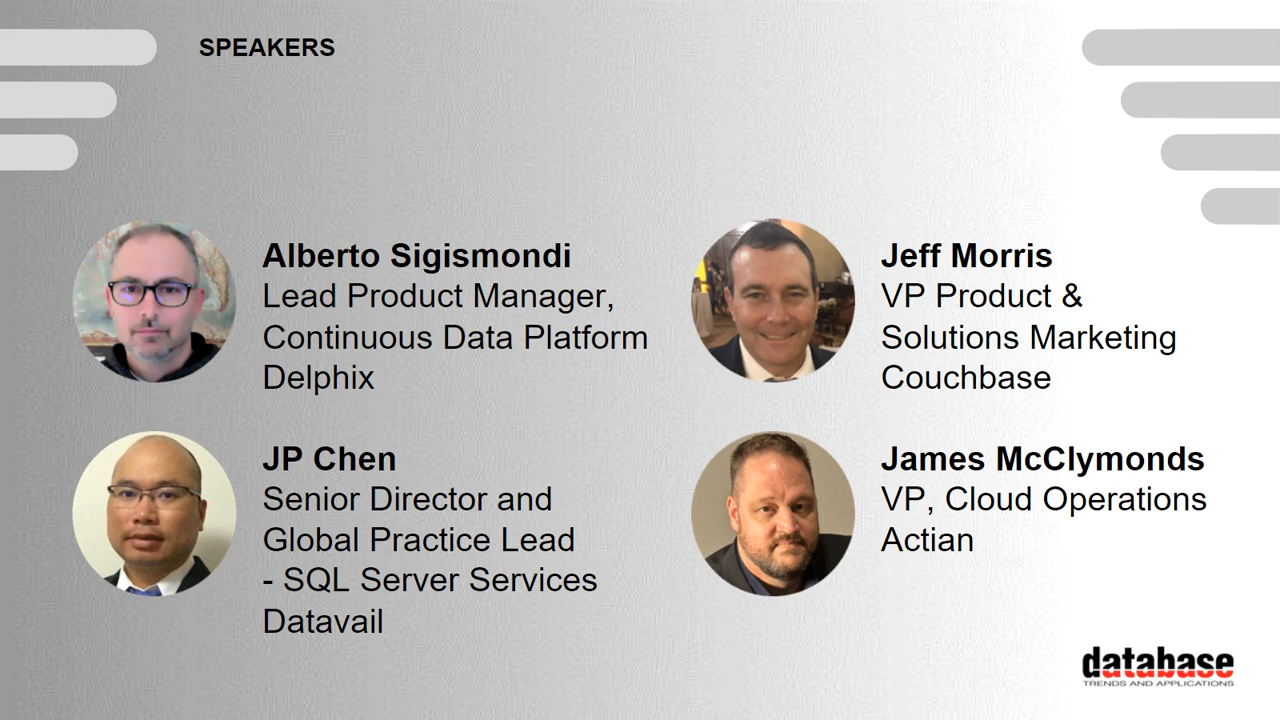 SPEAKERS
Alberto Sigismondi
Lead Product Manager,
Continuous Data Platform
Delphix
Jeff Morris
VP Product &
Solutions Marketing
Couchbase
JP Chen
Senior Director and
Global Practice Lead
- SQL Server Services
Datavail
James McClymonds
VP, Cloud Operations
Actian
database
TRENDS AND APPLICATIONS